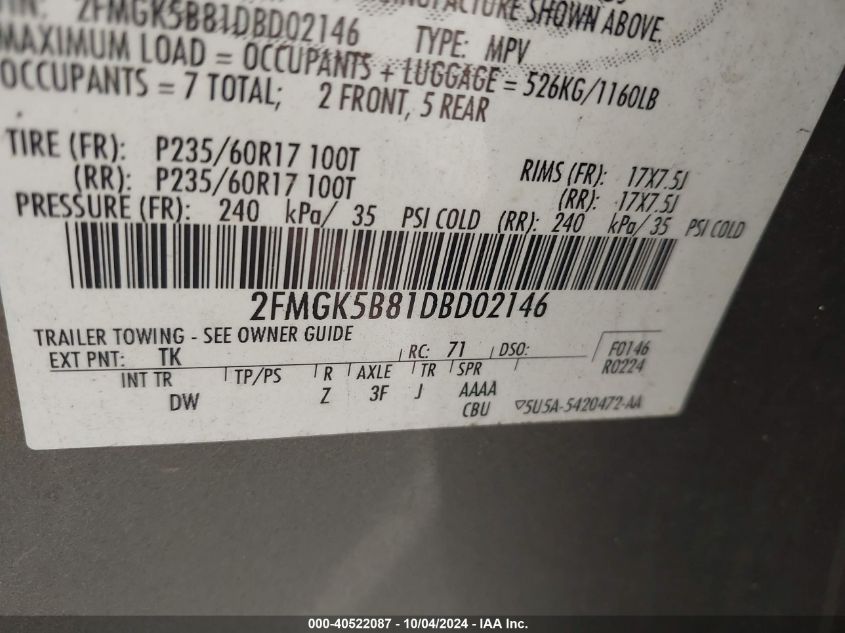 2FMGK5B81DBD02146 TYPE: MPV
SHOWN ABOVE.
MAXIMUM LOAD = OCCUPANTS + LUGGAGE = 526KG/1160LB
OCCUPANTS = 7 TOTAL; 2 FRONT, 5 REAR
TIRE (FR): P235/60R17 100T RIMS (FR): 17X7.5J
(RR): P235/60R17 100T (RR): 17X7.5J
PRESSURE (FR): 240 kPa/ 35 PSI COLD (RR): 240 kPa/ 35 PSI COLD
2FMGK5B81DBD02146
TRAILER TOWING - SEE OWNER GUIDE
EXT PNT: TK RC: 71 DSO: F0146
R0224
INT TR TP/PS R AXLE TR SPR
DW Z 3F J AAAA
CBU ▽5U5A-5420472-AA
000-40522087 - 10/04/2024 - IAA Inc.